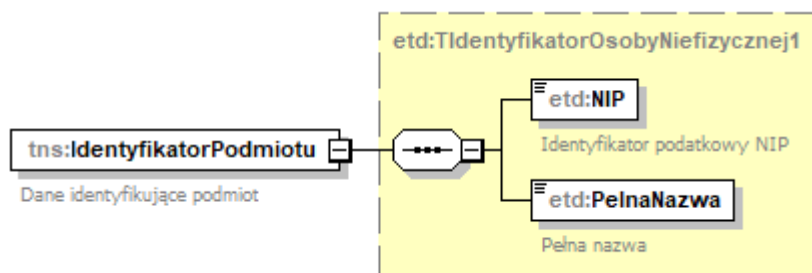 etd:TIdentyfikatorOsobyNiefizycznej1
etd:NIP
Identyfikator podatkowy NIP
tns:IdentyfikatorPodmiotu
Dane identyfikujące podmiot
etd:PelnaNazwa
Pełna nazwa